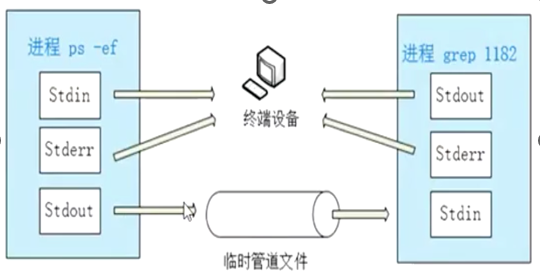 进程 ps -ef
Stdin
Stderr
Stdout
终端设备
临时管道文件
进程 grep 1182
Stdout
Stderr
Stdin